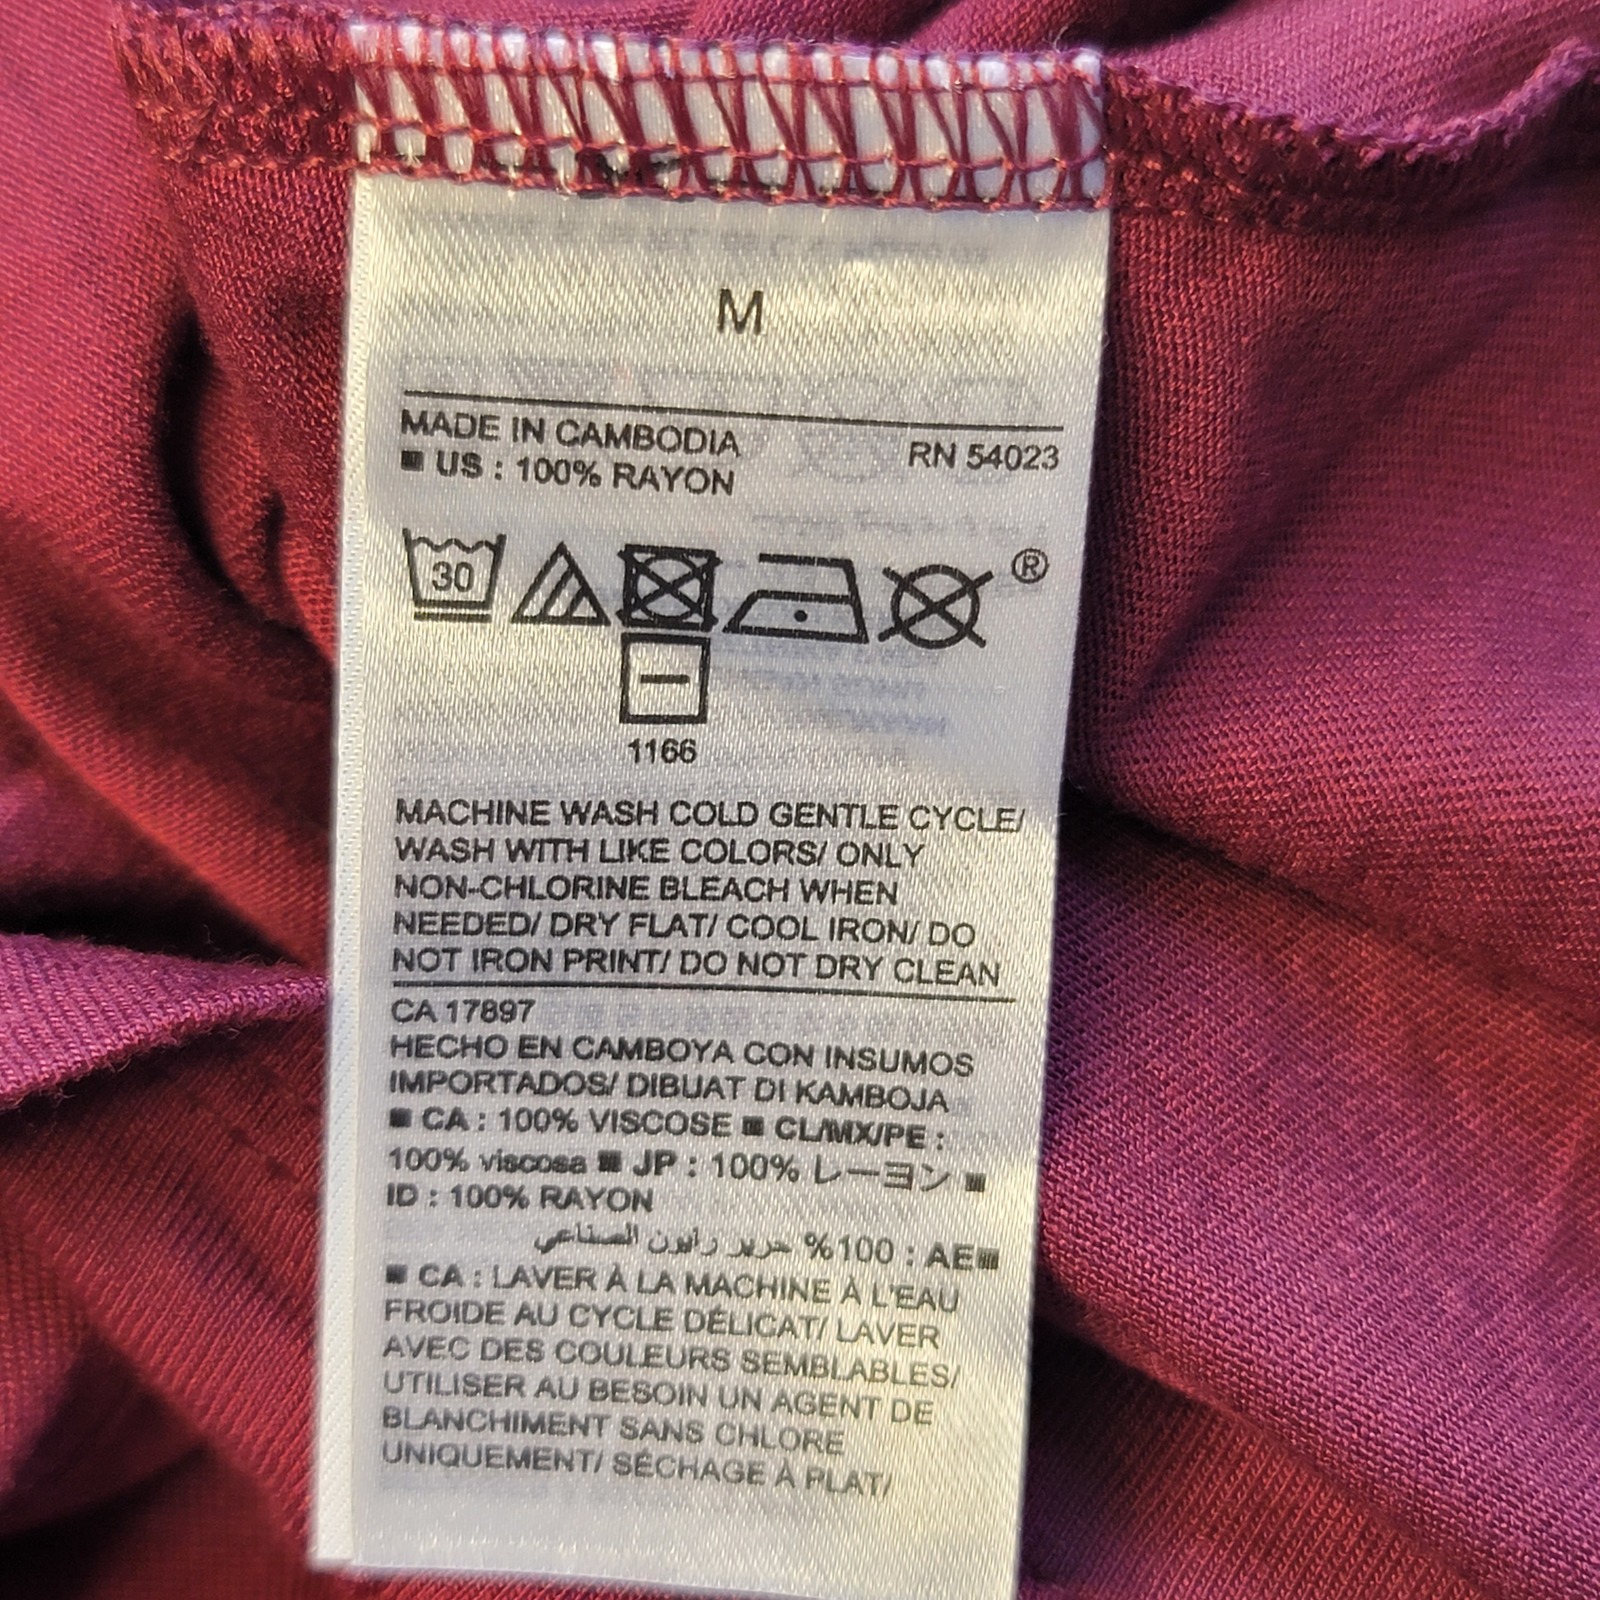 M
MADE IN CAMBODIA RN 54023
■ US : 100% RAYON
30
®
1166
MACHINE WASH COLD GENTLE CYCLE/
WASH WITH LIKE COLORS/ ONLY
NON-CHLORINE BLEACH WHEN
NEEDED/ DRY FLAT/ COOL IRON/ DO
NOT IRON PRINT/ DO NOT DRY CLEAN
CA 17897
HECHO EN CAMBOYA CON INSUMOS
IMPORTADOS/ DIBUAT DI KAMBOJA
■ CA : 100% VISCOSE ■ CL/MX/PE :
100% viscosa ■ JP : 100% レーヨン ■
ID : 100% RAYON
■AE : 100% حرير رايون الصناعي
■ CA : LAVER À LA MACHINE À L'EAU
FROIDE AU CYCLE DÉLICAT/ LAVER
AVEC DES COULEURS SEMBLABLES/
UTILISER AU BESOIN UN AGENT DE
BLANCHIMENT SANS CHLORE
UNIQUEMENT/ SÉCHAGE À PLAT/